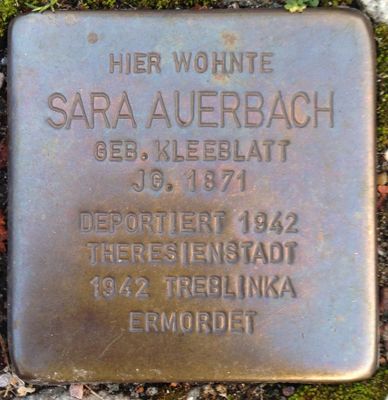 HIER WOHNTE
SARA AUERBACH
GEB. KLEEBLATT
JG. 1871
DEPORTIERT 1942
THERESIENSTADT
1942 TREBLINKA
ERMORDET